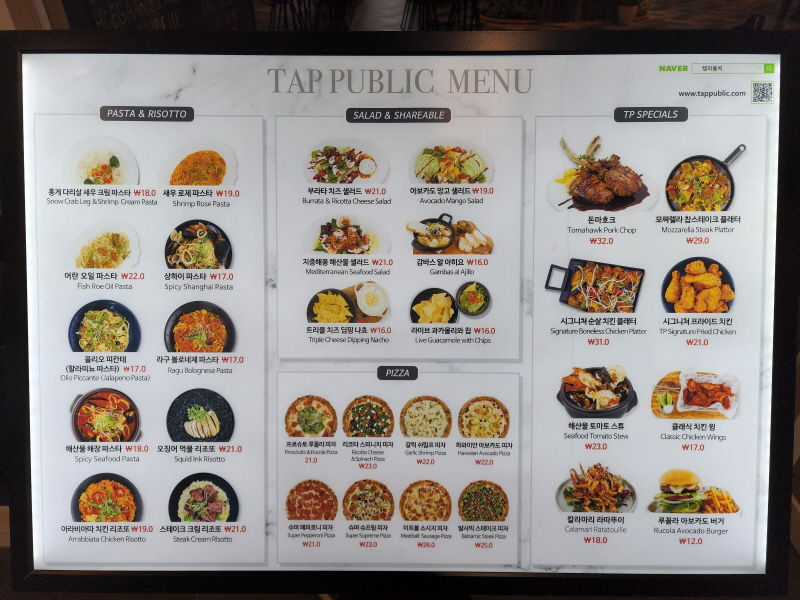 TAP PUBLIC MENU
NAVER 탭퍼블릭
www.tappublic.com
PASTA & RISOTTO
홍게 다리살 새우 크림 파스타 ₩18.0
Snow Crab Leg & Shrimp Cream Pasta
새우 로제 파스타 ₩19.0
Shrimp Rosé Pasta
어란 오일 파스타 ₩22.0
Fish Roe Oil Pasta
상하이 파스타 ₩17.0
Spicy Shanghai Pasta
올리오 피칸테
(할라피뇨 파스타) ₩17.0
Olio Piccante (Jalapeno Pasta)
라구 볼로네제 파스타 ₩17.0
Ragu Bolognese Pasta
해산물 해장 파스타 ₩18.0
Spicy Seafood Pasta
오징어 먹물 리조또 ₩21.0
Squid Ink Risotto
아라비아따 치킨 리조또 ₩19.0
Arrabbiata Chicken Risotto
스테이크 크림 리조또 ₩21.0
Steak Cream Risotto
SALAD & SHAREABLE
부라타 치즈 샐러드 ₩21.0
Burrata & Ricotta Cheese Salad
아보카도 망고 샐러드 ₩19.0
Avocado Mango Salad
지중해풍 해산물 샐러드 ₩21.0
Mediterranean Seafood Salad
감바스 알 아히요 ₩16.0
Gambas al Ajillo
트리플 치즈 딥핑 나초 ₩16.0
Triple Cheese Dipping Nacho
라이브 과카몰리와 칩 ₩16.0
Live Guacamole with Chips
PIZZA
프로슈토 루꼴라 피자
Prosciutto & Rucola Pizza
21.0
리코타 스피니치 피자
Ricotta Cheese
& Spinach Pizza
₩23.0
갈릭 쉬림프 피자
Garlic Shrimp Pizza
₩22.0
하와이안 아보카도 피자
Hawaiian Avocado Pizza
₩22.0
슈퍼 페퍼로니 피자
Super Pepperoni Pizza
₩21.0
슈퍼 슈프림 피자
Super Supreme Pizza
₩23.0
미트볼 소시지 피자
Meatball Sausage Pizza
₩26.0
발사믹 스테이크 피자
Balsamic Steak Pizza
₩25.0
TP SPECIALS
돈마호크
Tomahawk Pork Chop
₩32.0
모짜렐라 찹스테이크 플래터
Mozzarella Steak Platter
₩29.0
시그니처 순살 치킨 플래터
Signature Boneless Chicken Platter
₩31.0
시그니처 프라이드 치킨
TP Signature Fried Chicken
₩21.0
해산물 토마토 스튜
Seafood Tomato Stew
₩23.0
클래식 치킨 윙
Classic Chicken Wings
₩17.0
칼라마리 라따뚜이
Calamari Ratatouille
₩18.0
루꼴라 아보카도 버거
Rucola Avocado Burger
₩12.0